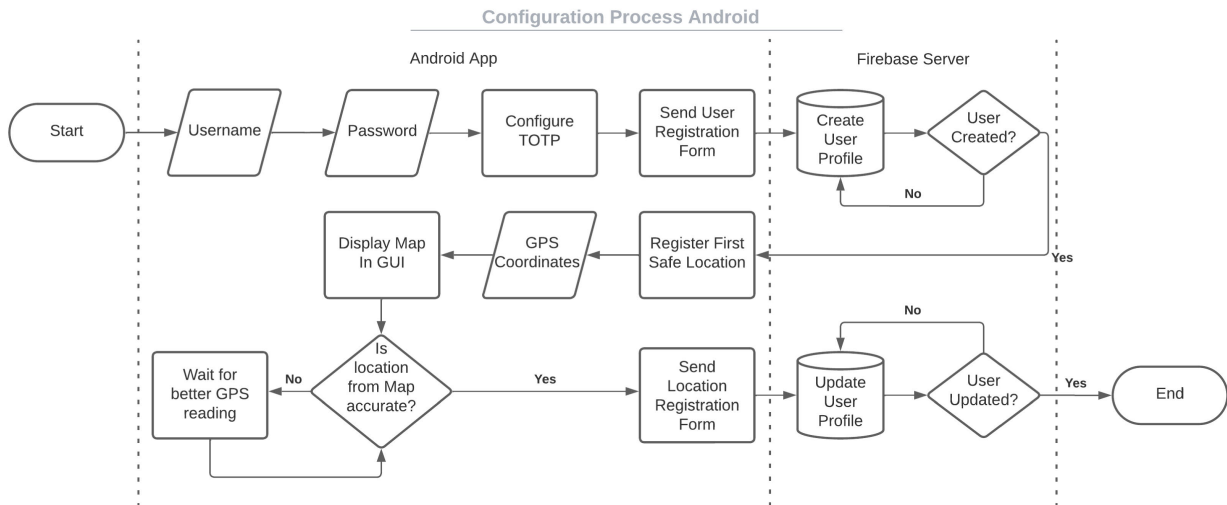 Configuration Process Android
Android App
Firebase Server
Start
Username
Password
Configure
TOTP
Send User
Registration
Form
Create
User
Profile
User
Created?
No
Yes
Register First
Safe Location
GPS
Coordinates
Display Map
In GUI
Is
location
from Map
accurate?
No
Wait for
better GPS
reading
Yes
Send
Location
Registration
Form
Update
User
Profile
User
Updated?
No
Yes
End